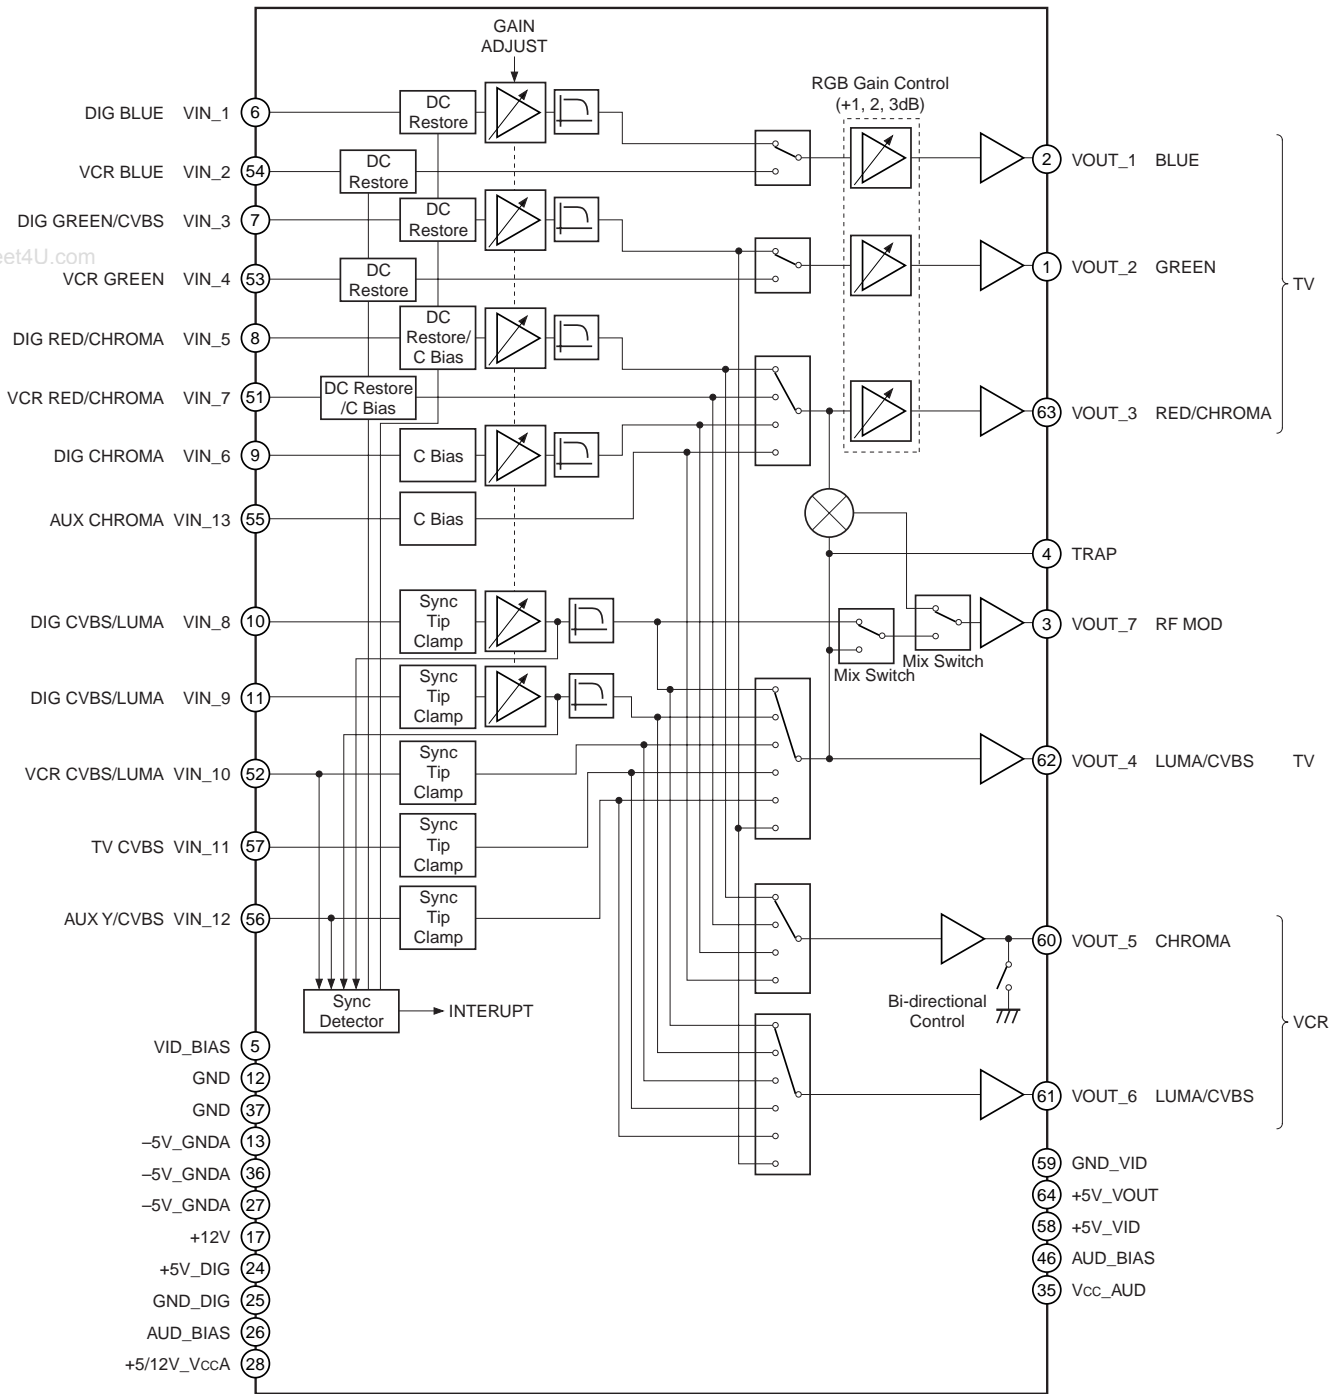 GAIN
ADJUST
RGB Gain Control
(+1, 2, 3dB)
DIG BLUE VIN_1 6
DC
Restore
VCR BLUE VIN_2 54
DC
Restore
2 VOUT_1 BLUE
DIG GREEN/CVBS VIN_3 7
DC
Restore
eet4U.com
VCR GREEN VIN_4 53
DC
Restore
1 VOUT_2 GREEN
TV
DIG RED/CHROMA VIN_5 8
DC
Restore/
C Bias
VCR RED/CHROMA VIN_7 51
DC Restore
/C Bias
63 VOUT_3 RED/CHROMA
DIG CHROMA VIN_6 9
C Bias
AUX CHROMA VIN_13 55
C Bias
4 TRAP
DIG CVBS/LUMA VIN_8 10
Sync
Tip
Clamp
3 VOUT_7 RF MOD
Mix Switch
Mix Switch
DIG CVBS/LUMA VIN_9 11
Sync
Tip
Clamp
VCR CVBS/LUMA VIN_10 52
Sync
Tip
Clamp
62 VOUT_4 LUMA/CVBS TV
TV CVBS VIN_11 57
Sync
Tip
Clamp
AUX Y/CVBS VIN_12 56
Sync
Tip
Clamp
60 VOUT_5 CHROMA
Bi-directional
Control
Sync
Detector
INTERUPT
VCR
61 VOUT_6 LUMA/CVBS
VID_BIAS 5
GND 12
GND 37
–5V_GNDA 13
–5V_GNDA 36
–5V_GNDA 27
+12V 17
+5V_DIG 24
GND_DIG 25
AUD_BIAS 26
+5/12V_VccA 28
59 GND_VID
64 +5V_VOUT
58 +5V_VID
46 AUD_BIAS
35 Vcc_AUD